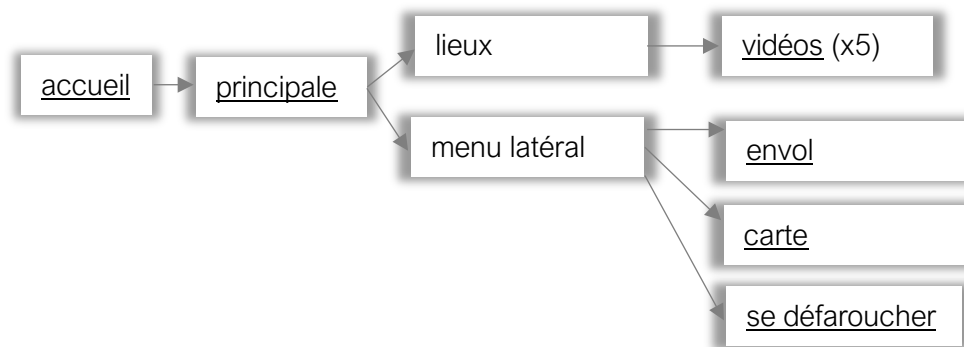 accueil
principale
lieux
vidéos (x5)
menu latéral
envol
carte
se défaroucher